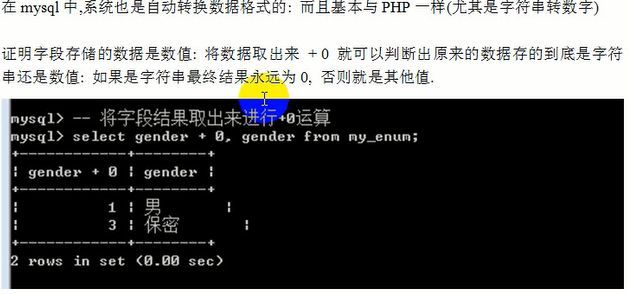 在 mysql 中,系统也是自动转换数据格式的: 而且基本与 PHP 一样(尤其是字符串转数字)
证明字段存储的数据是数值: 将数据取出来 + 0 就可以判断出原来的数据存的到底是字符
串还是数值: 如果是字符串最终结果永远为 0, 否则就是其他值.
mysql> -- 将字段结果取出来进行+0运算
mysql> select gender + 0, gender from my_enum;
+------------+--------+
| gender + 0 | gender |
+------------+--------+
| 1 | 男 |
| 3 | 保密 |
+------------+--------+
2 rows in set (0.00 sec)